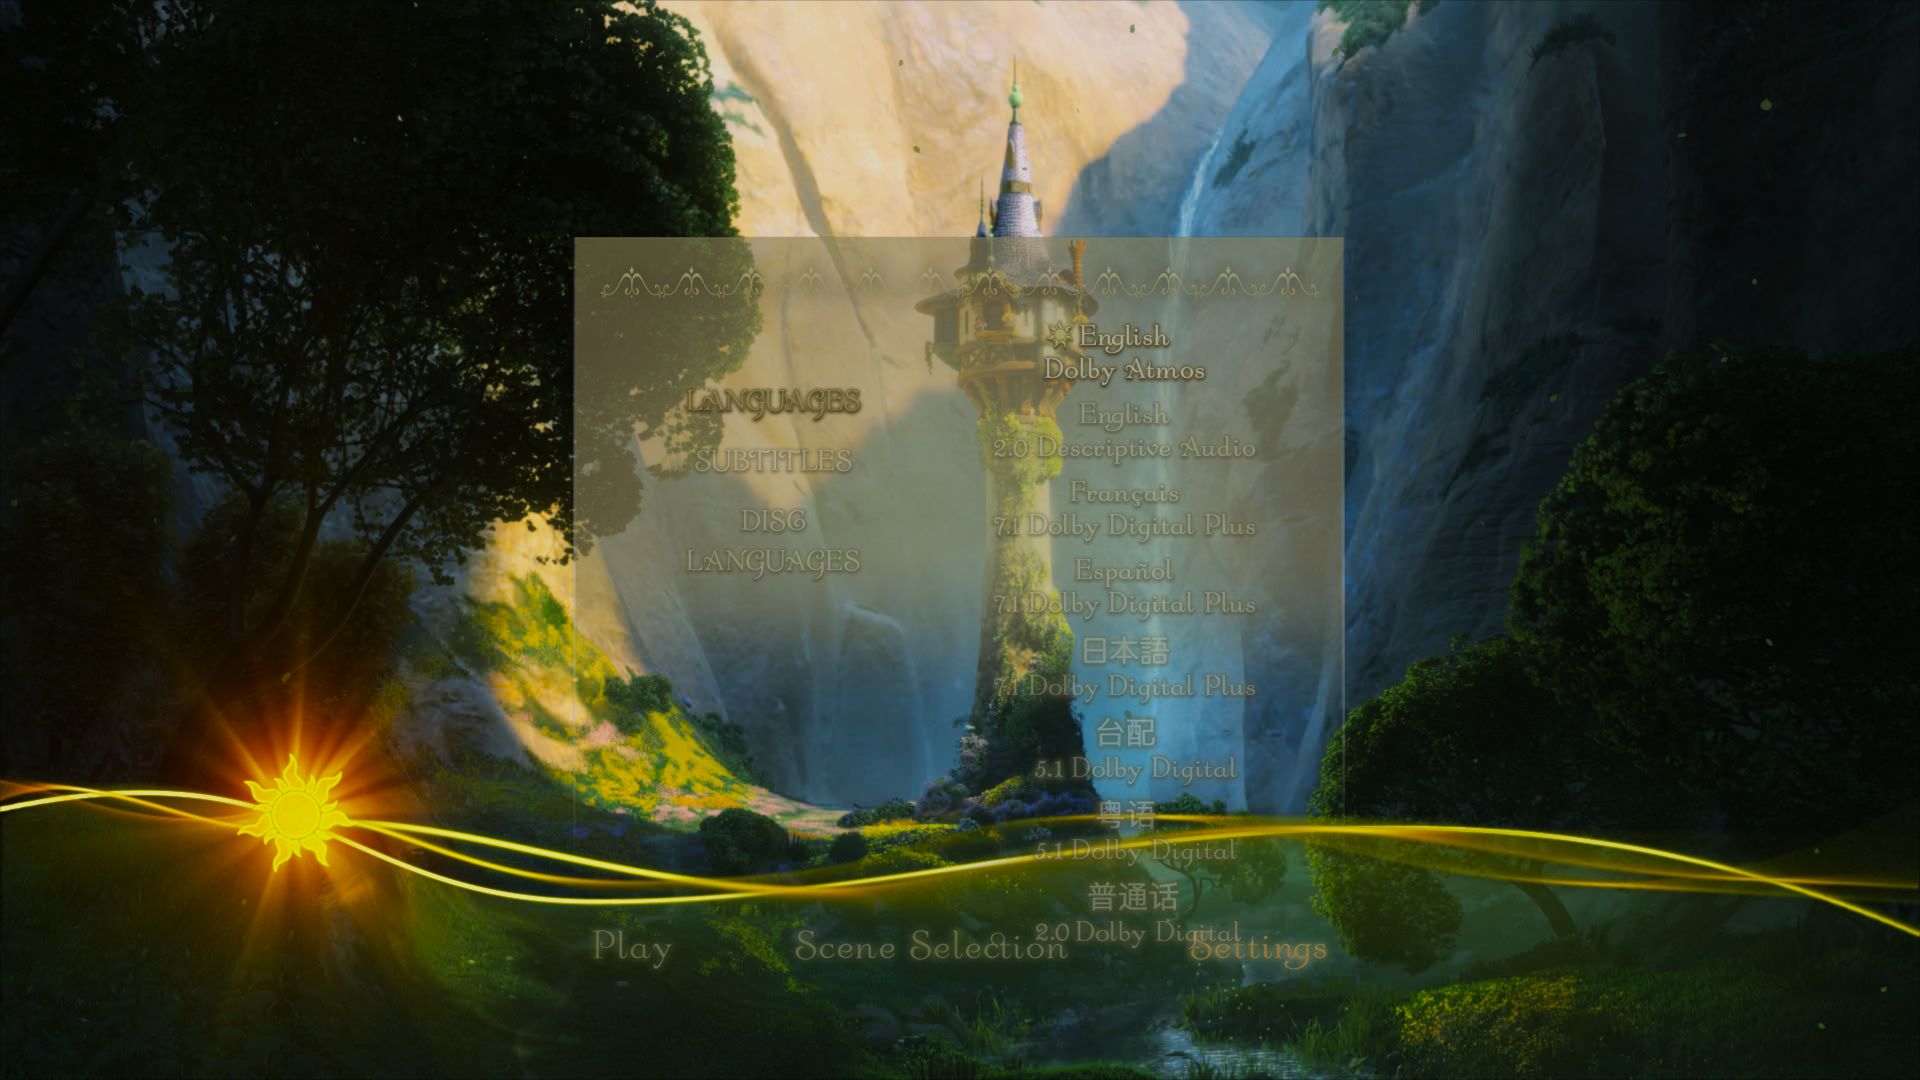 LANGUAGES
SUBTITLES
DISC
LANGUAGES
English
Dolby Atmos
English
2.0 Descriptive Audio
Français
7.1 Dolby Digital Plus
Español
7.1 Dolby Digital Plus
日本語
7.1 Dolby Digital Plus
台配
5.1 Dolby Digital
粤语
5.1 Dolby Digital
普通话
2.0 Dolby Digital
Play
Scene Selection
Settings